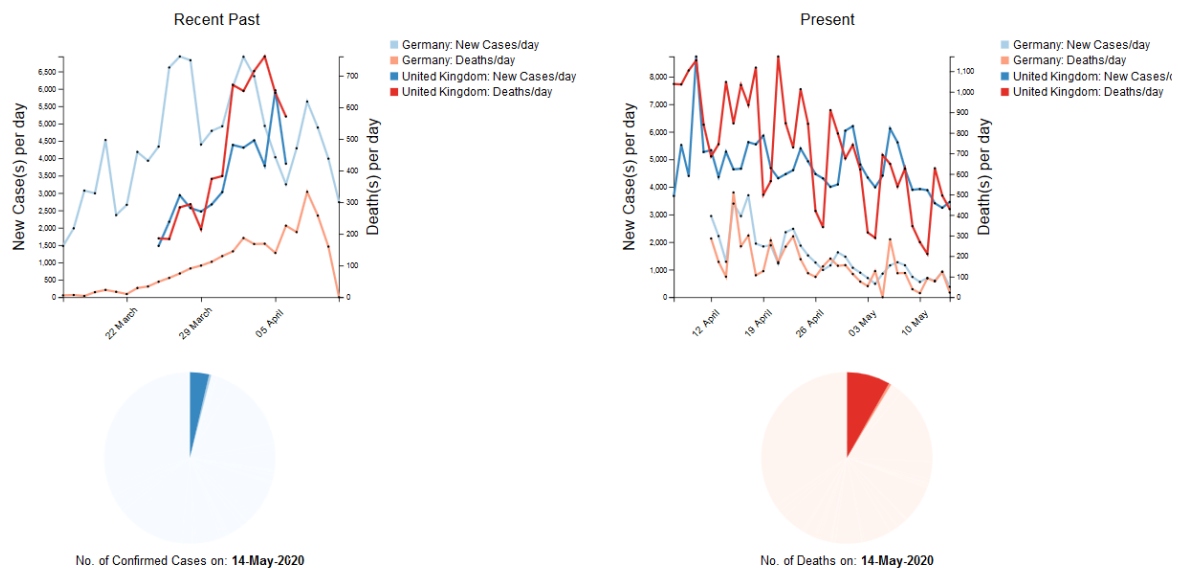 Recent Past
Germany: New Cases/day
Germany: Deaths/day
United Kingdom: New Cases/day
United Kingdom: Deaths/day
New Case(s) per day
6,500
6,000
5,500
5,000
4,500
4,000
3,500
3,000
2,500
2,000
1,500
1,000
500
0
Death(s) per day
700
600
500
400
300
200
100
0
22 March
29 March
05 April
No. of Confirmed Cases on: 14-May-2020
Present
Germany: New Cases/day
Germany: Deaths/day
United Kingdom: New Cases/
United Kingdom: Deaths/day
New Case(s) per day
8,000
7,000
6,000
5,000
4,000
3,000
2,000
1,000
0
Death(s) per day
1,100
1,000
900
800
700
600
500
400
300
200
100
0
12 April
19 April
26 April
03 May
10 May
No. of Deaths on: 14-May-2020